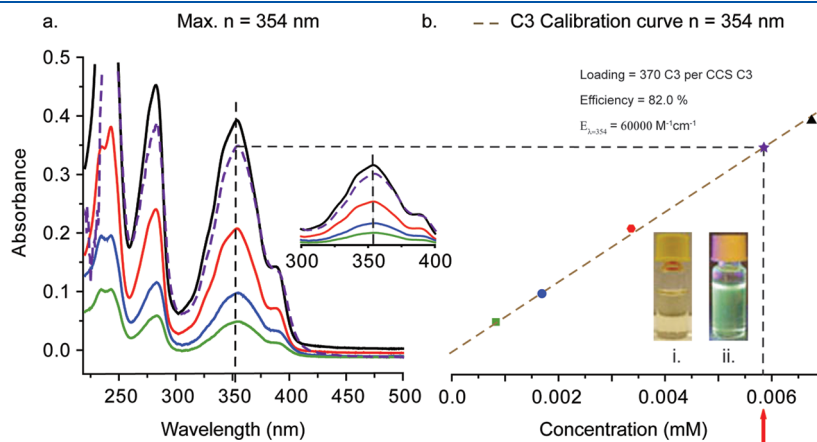 a.
Max. n = 354 nm
b.
C3 Calibration curve n = 354 nm
Loading = 370 C3 per CCS C3
Efficiency = 82.0 %
Eλ=354 = 60000 M-1cm-1
Absorbance
0.5
0.4
0.3
0.2
0.1
0.0
300 350 400
i. ii.
250 300 350 400 450 500
0.0 0.002 0.004 0.006
Wavelength (nm)
Concentration (mM)